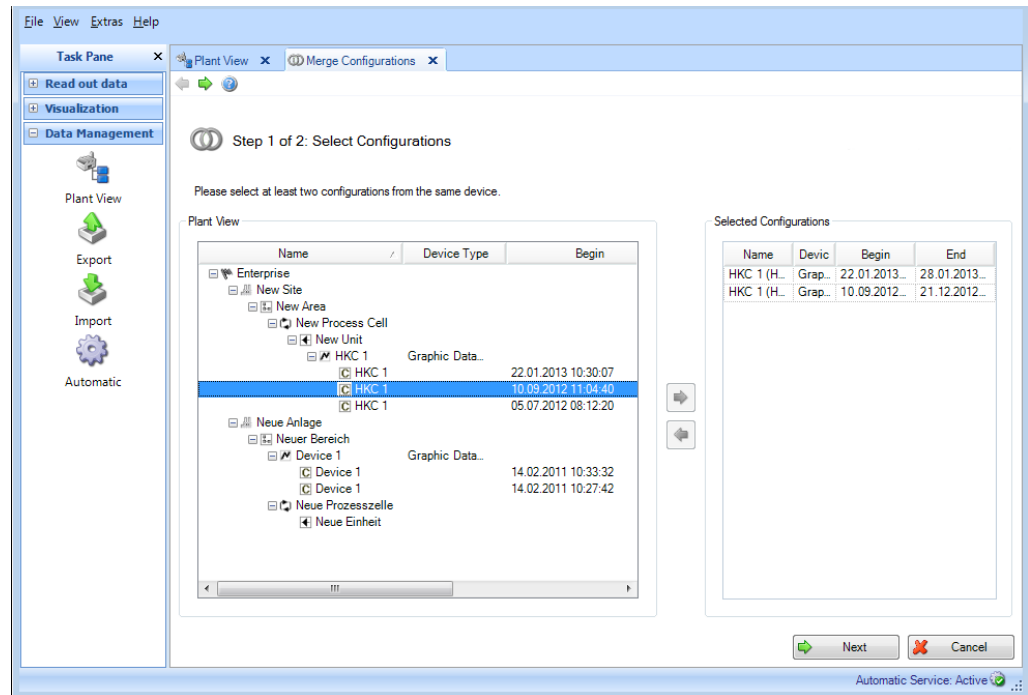 File View Extras Help
Task Pane
Plant View
Merge Configurations
Read out data
Visualization
Data Management
Plant View
Export
Import
Automatic
Step 1 of 2: Select Configurations
Please select at least two configurations from the same device.
Plant View
Name Device Type Begin
Enterprise
New Site
New Area
New Process Cell
New Unit
HKC 1 Graphic Data...
C HKC 1 22.01.2013 10:30:07
C HKC 1 10.09.2012 11:04:40
C HKC 1 05.07.2012 08:12:20
Neue Anlage
Neuer Bereich
Device 1 Graphic Data...
C Device 1 14.02.2011 10:33:32
C Device 1 14.02.2011 10:27:42
Neue Prozesszelle
Neue Einheit
Selected Configurations
Name Devic Begin End
HKC 1 (H... Grap... 22.01.2013... 28.01.2013...
HKC 1 (H... Grap... 10.09.2012... 21.12.2012...
Next Cancel
Automatic Service: Active